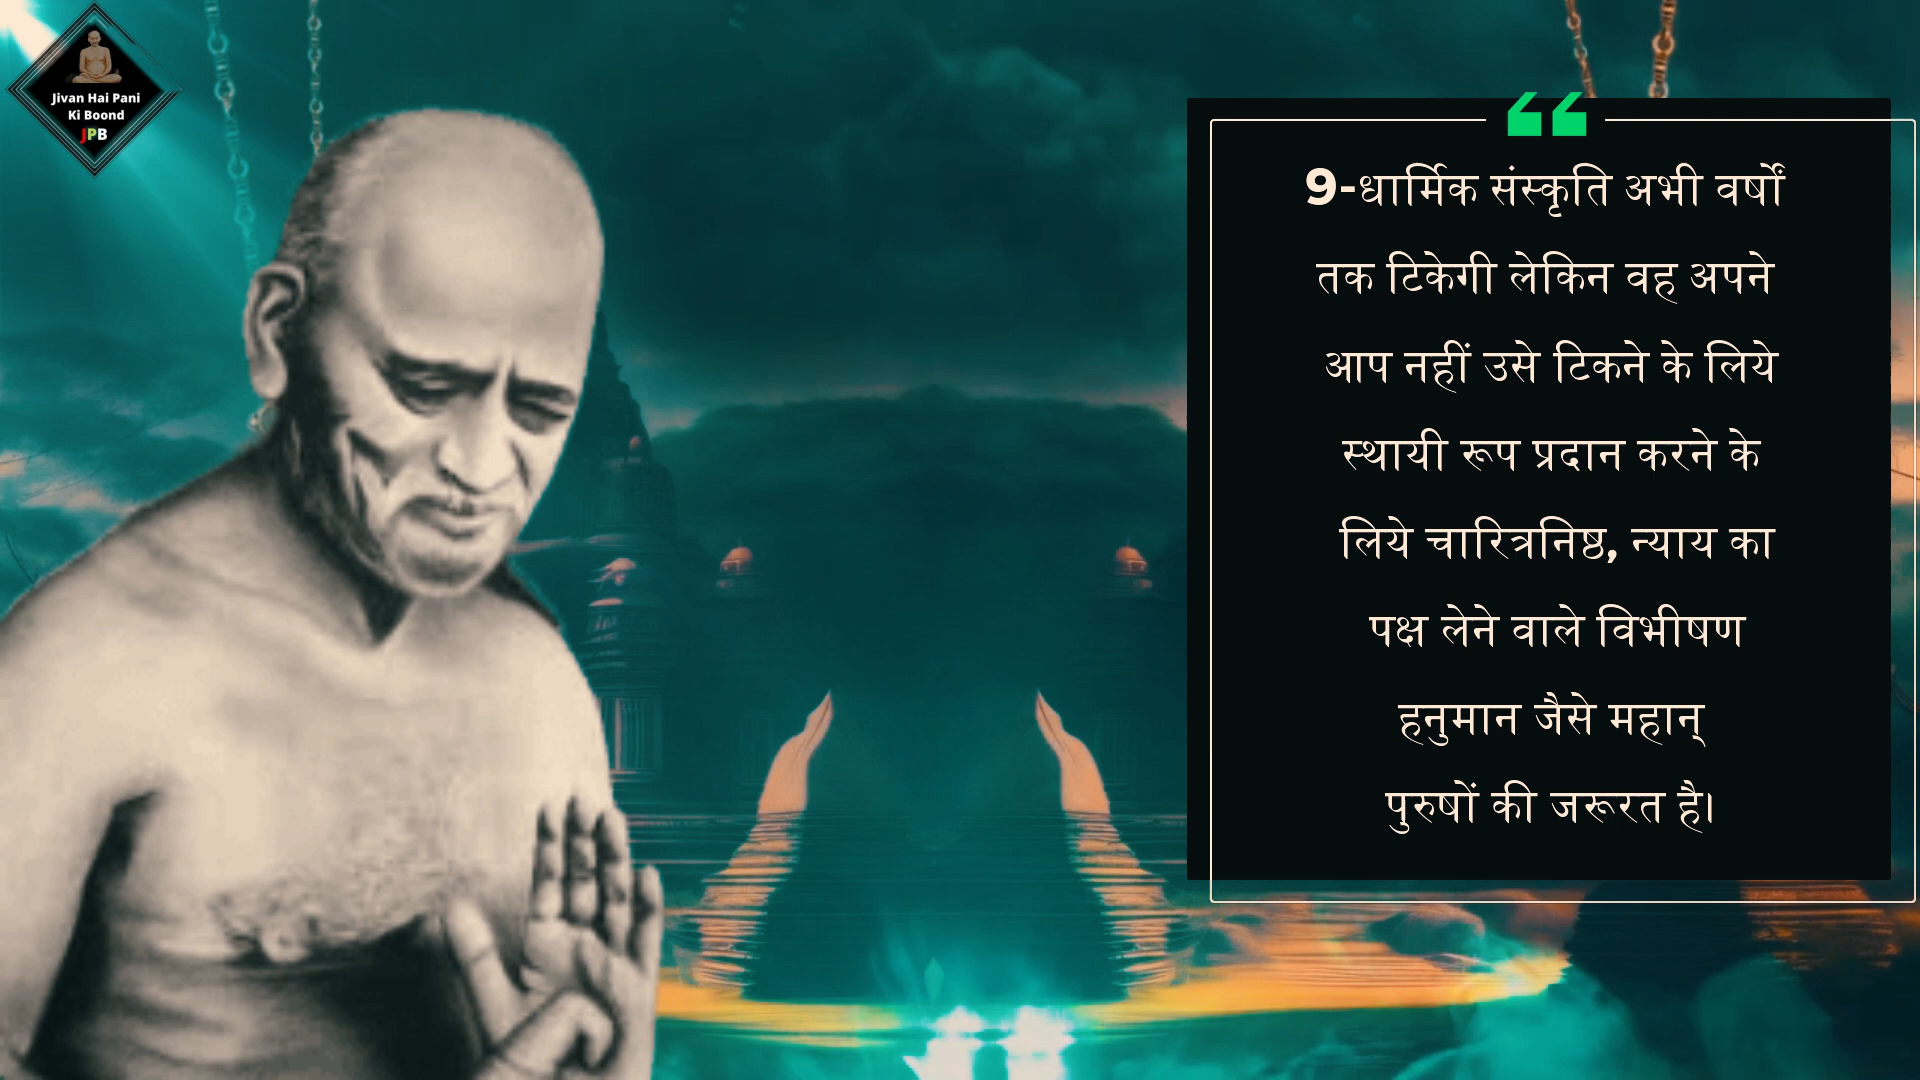 Jivan Hai Pani
Ki Boond
JPB
9-धार्मिक संस्कृति अभी वर्षों
तक टिकेगी लेकिन वह अपने
आप नहीं उसे टिकने के लिये
स्थायी रूप प्रदान करने के
लिये चारित्रनिष्ठ, न्याय का
पक्ष लेने वाले विभीषण
हनुमान जैसे महान्
पुरुषों की जरूरत है।